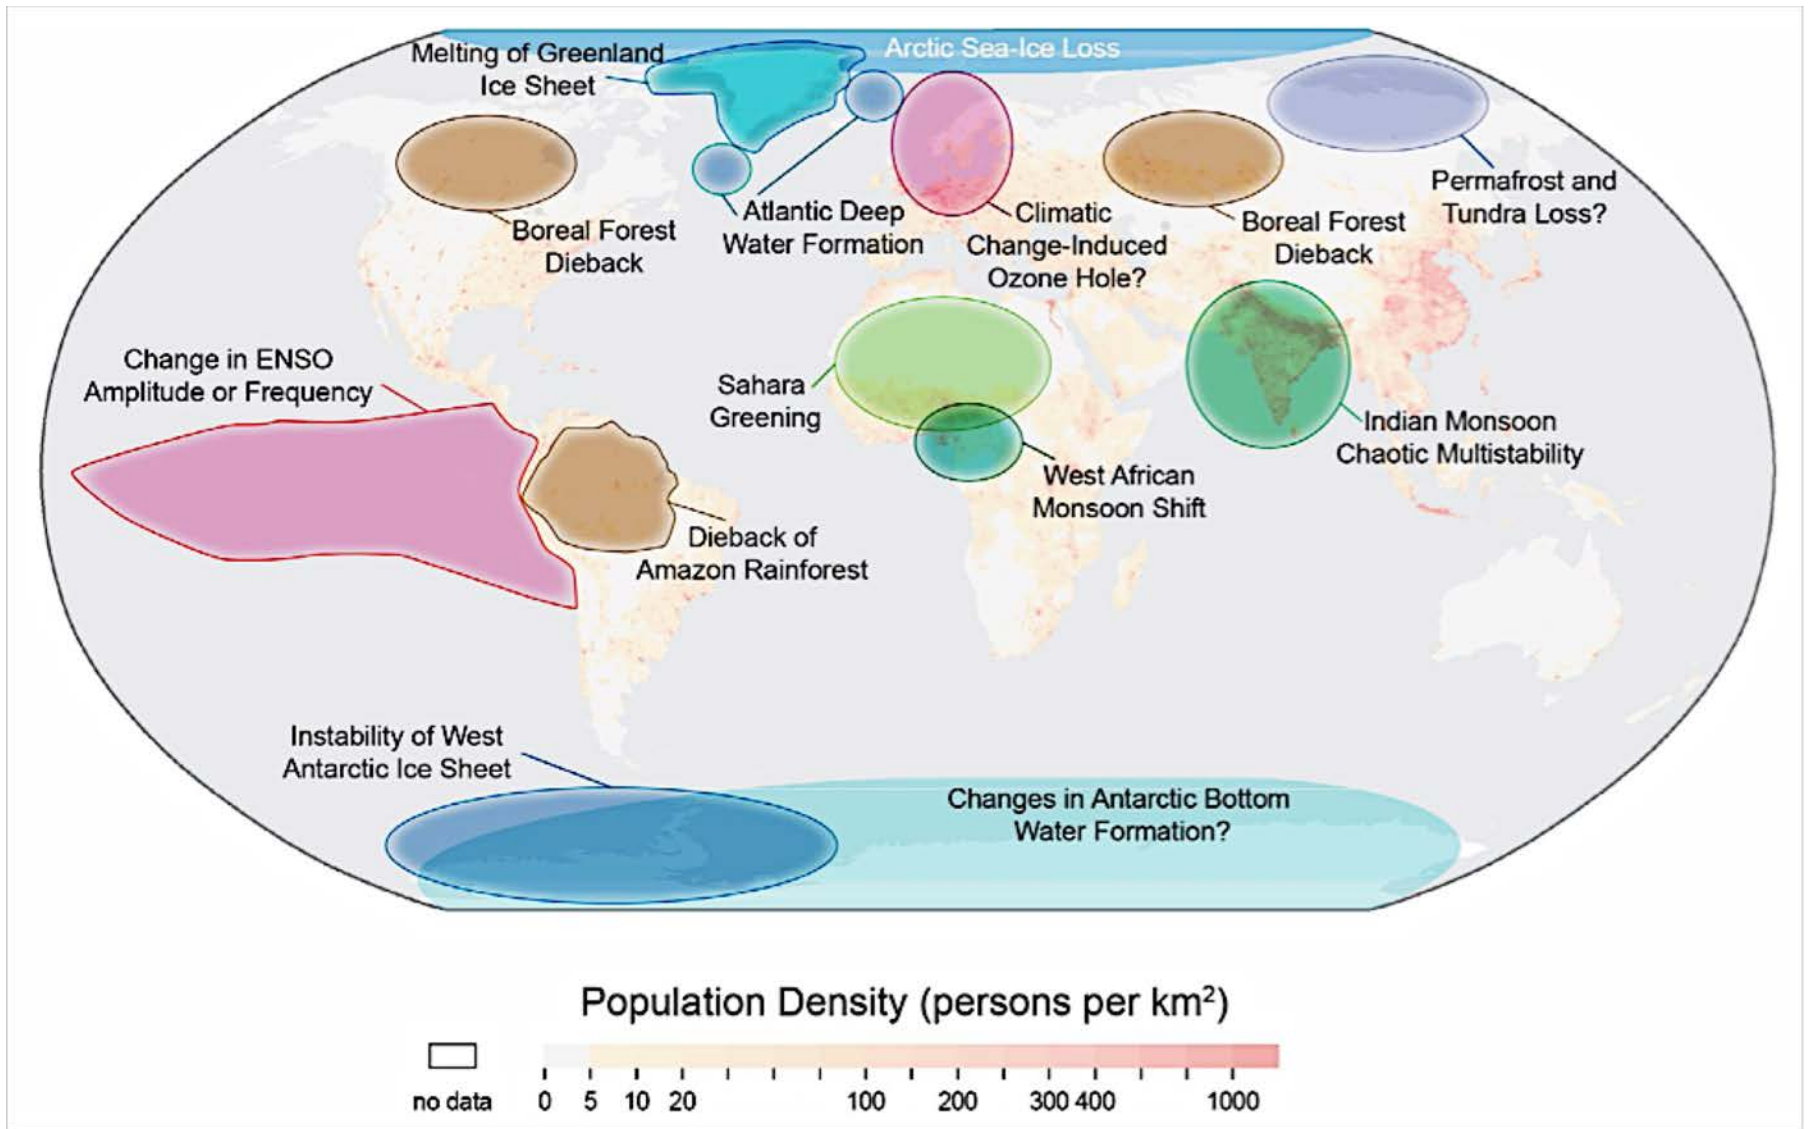 Melting of Greenland
Ice Sheet
Arctic Sea-Ice Loss
Atlantic Deep
Water Formation
Climatic
Change-Induced
Ozone Hole?
Boreal Forest
Dieback
Boreal Forest
Dieback
Permafrost and
Tundra Loss?
Change in ENSO
Amplitude or Frequency
Sahara
Greening
Indian Monsoon
Chaotic Multistability
West African
Monsoon Shift
Dieback of
Amazon Rainforest
Instability of West
Antarctic Ice Sheet
Changes in Antarctic Bottom
Water Formation?
Population Density (persons per km²)
no data 0 5 10 20 100 200 300 400 1000